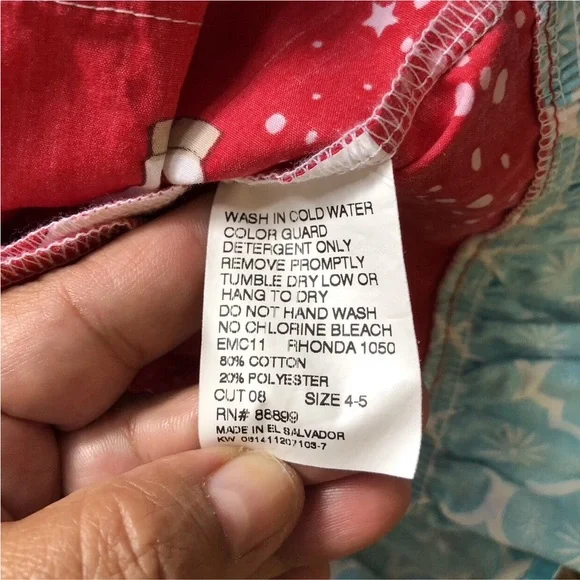 WASH IN COLD WATER
COLOR GUARD
DETERGENT ONLY
REMOVE PROMPTLY
TUMBLE DRY LOW OR
HANG TO DRY
DO NOT HAND WASH
NO CHLORINE BLEACH
EMC11 RHONDA 1050
80% COTTON
20% POLYESTER
CUT 08 SIZE 4-5
RN# 86899
MADE IN EL SALVADOR
KW